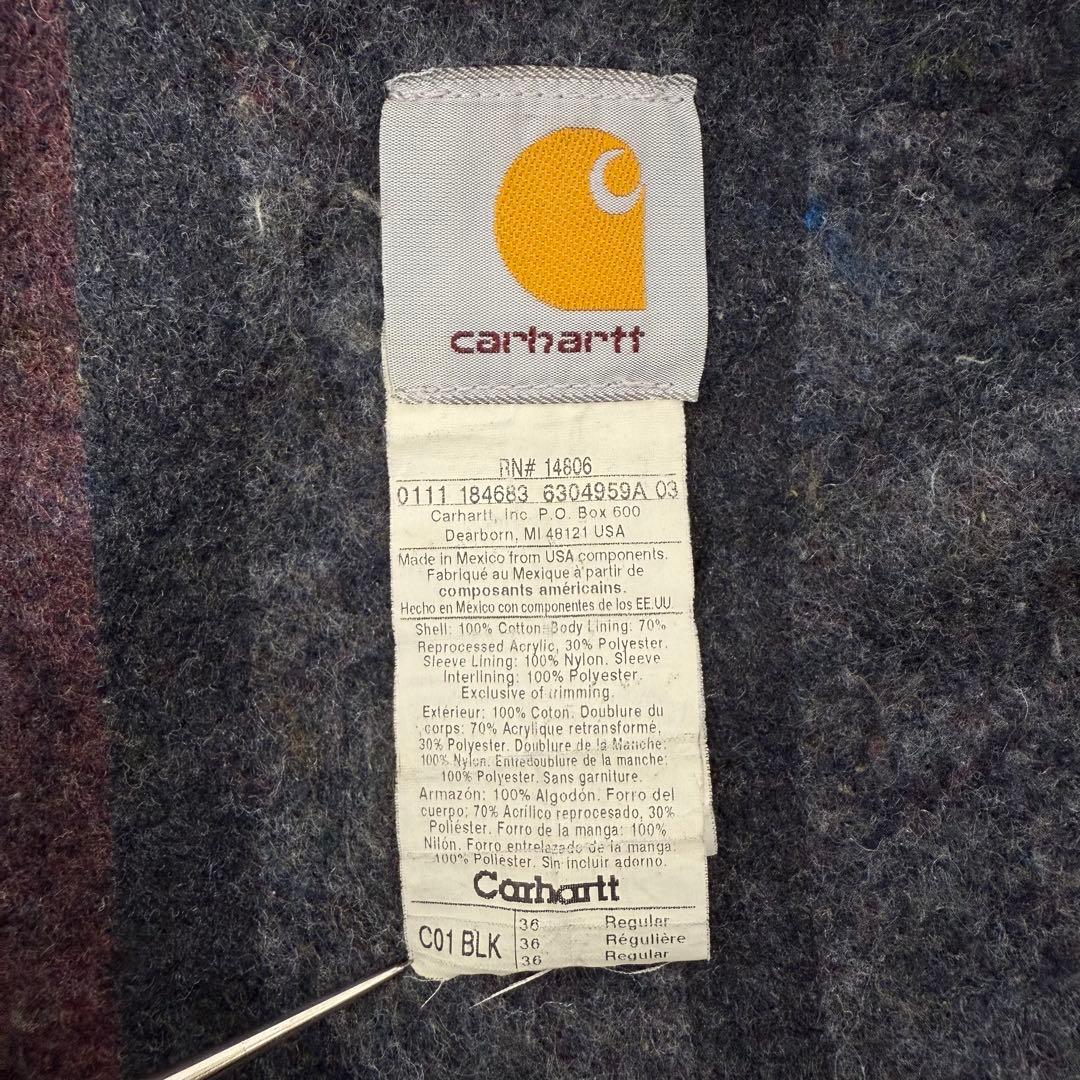 carhartt
RN# 14806
0111 184683 6304959A 03
Carhartt, Inc. P.O. Box 600
Dearborn, MI 48121 USA
Made in Mexico from USA components.
Fabriqué au Mexique à partir de
composants américains.
Hecho en México con componentes de los EE.UU.
Shell: 100% Cotton. Body Lining: 70%
Reprocessed Acrylic, 30% Polyester.
Sleeve Lining: 100% Nylon. Sleeve
Interlining: 100% Polyester.
Exclusive of trimming.
Extérieur: 100% Coton. Doublure du
corps: 70% Acrylique retransformé,
30% Polyester. Doublure de la Manche:
100% Nylon. Entredoublure de la manche:
100% Polyester. Sans garniture.
Armazón: 100% Algodón. Forro del
cuerpo: 70% Acrílico reprocesado, 30%
Poliéster. Forro de la manga: 100%
Nilón. Forro entrelazado de la manga:
100% Poliéster. Sin incluir adorno.
Carhartt
C01 BLK
36 Regular
36 Régulière
36 Regular